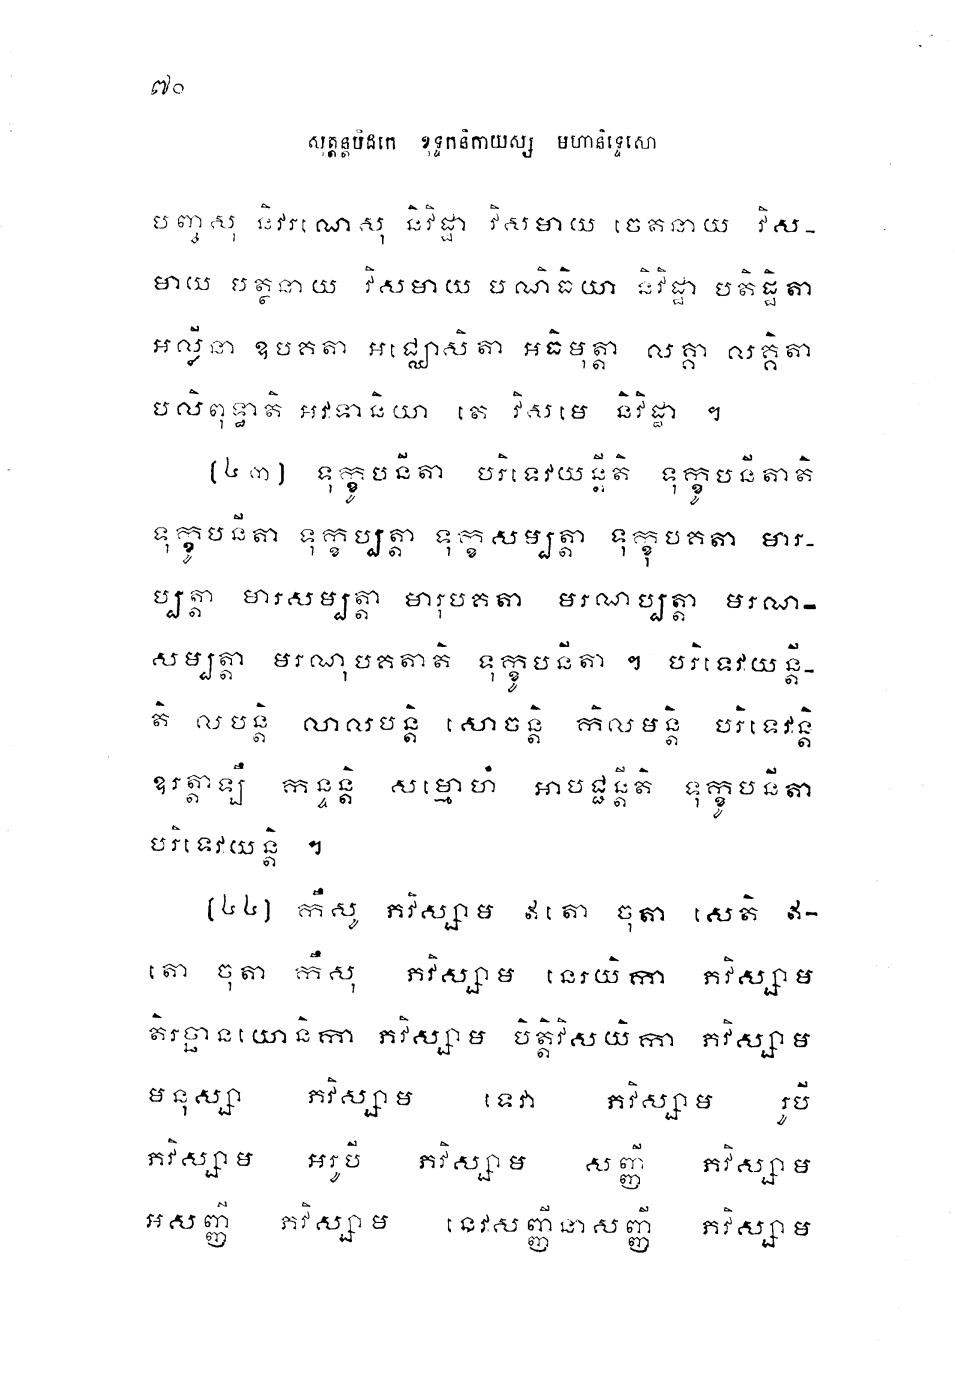 ៧០
សុត្តន្តបិដកេ ខុទ្ទកនិកាយស្ស មហានិទ្ទេសោ
បញ្ចសុ នីវរណេសុ និវិដ្ឋា វិសមាយ ចេតនាយ វិស-
មាយ បត្ថនាយ វិសមាយ បណិធិយា និវិដ្ឋា បតិដ្ឋិតា
អល្លីនា ឧបគតា អជ្ឈោសិតា អធិមុត្តា លគ្គា លគ្គិតា
បលិពុទ្ធាតិ អវទានិយា តេ វិសមេ និវិដ្ឋា ។
(៤៣) ទុក្ខូបនីតា បរិទេវយន្តីតិ ទុក្ខូបនីតាតិ
ទុក្ខូបនីតា ទុក្ខប្បត្តា ទុក្ខសម្បត្តា ទុក្ខុបគតា មារ-
ប្បត្តា មារសម្បត្តា មារុបគតា មរណប្បត្តា មរណ-
សម្បត្តា មរណុបគតាតិ ទុក្ខូបនីតា ។ បរិទេវយន្តី-
តិ លបន្តិ លាលបន្តិ សោចន្តិ កិលមន្តិ បរិទេវន្តិ
ឧរត្តាឡឹ កន្ទន្តិ សម្មោហំ អាបជ្ជន្តីតិ ទុក្ខូបនីតា
បរិទេវយន្តិ ។
(៤៤) កឹសូ ភវិស្សាម ឥតោ ចុតា សេតិ ឥ-
តោ ចុតា កឹសុ ភវិស្សាម នេរយិកា ភវិស្សាម
តិរច្ឆានយោនិកា ភវិស្សាម បិត្តិវិសយិកា ភវិស្សាម
មនុស្សា ភវិស្សាម ទេវា ភវិស្សាម រូបី
ភវិស្សាម អរូបី ភវិស្សាម សញ្ញី ភវិស្សាម
អសញ្ញី ភវិស្សាម នេវសញ្ញីនាសញ្ញី ភវិស្សាម